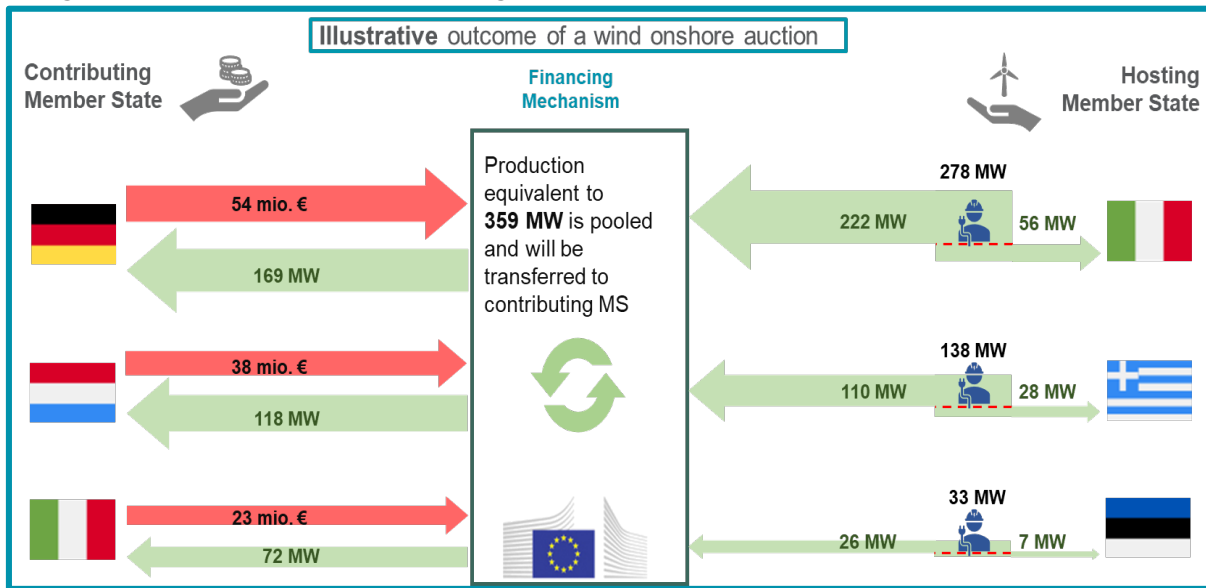 Illustrative outcome of a wind onshore auction
Contributing
Member State
Financing
Mechanism
Hosting
Member State
Production
equivalent to
359 MW is pooled
and will be
transferred to
contributing MS
54 mio. €
169 MW
278 MW
222 MW
56 MW
38 mio. €
118 MW
138 MW
110 MW
28 MW
23 mio. €
72 MW
33 MW
26 MW
7 MW